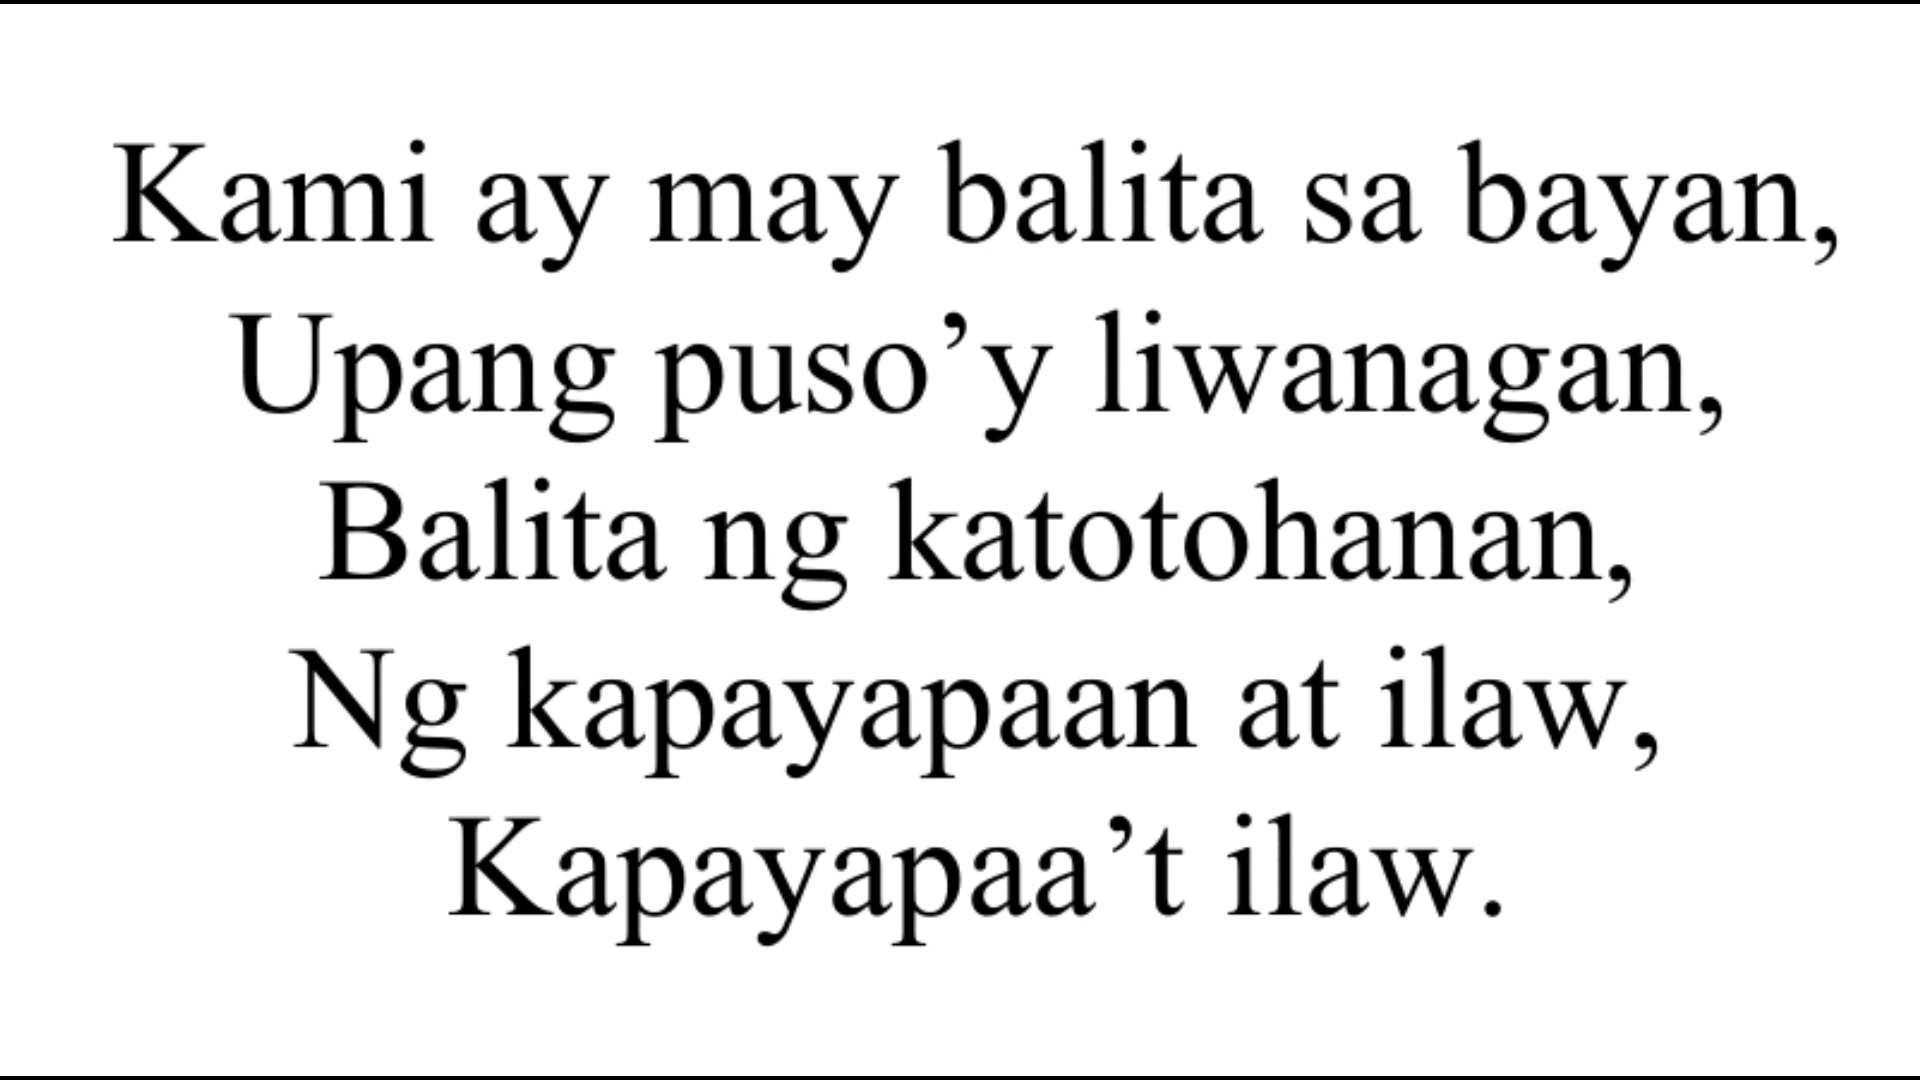 Kami ay may balita sa bayan,
Upang puso’y liwanagan,
Balita ng katotohanan,
Ng kapayapaan at ilaw,
Kapayapaa’t ilaw.